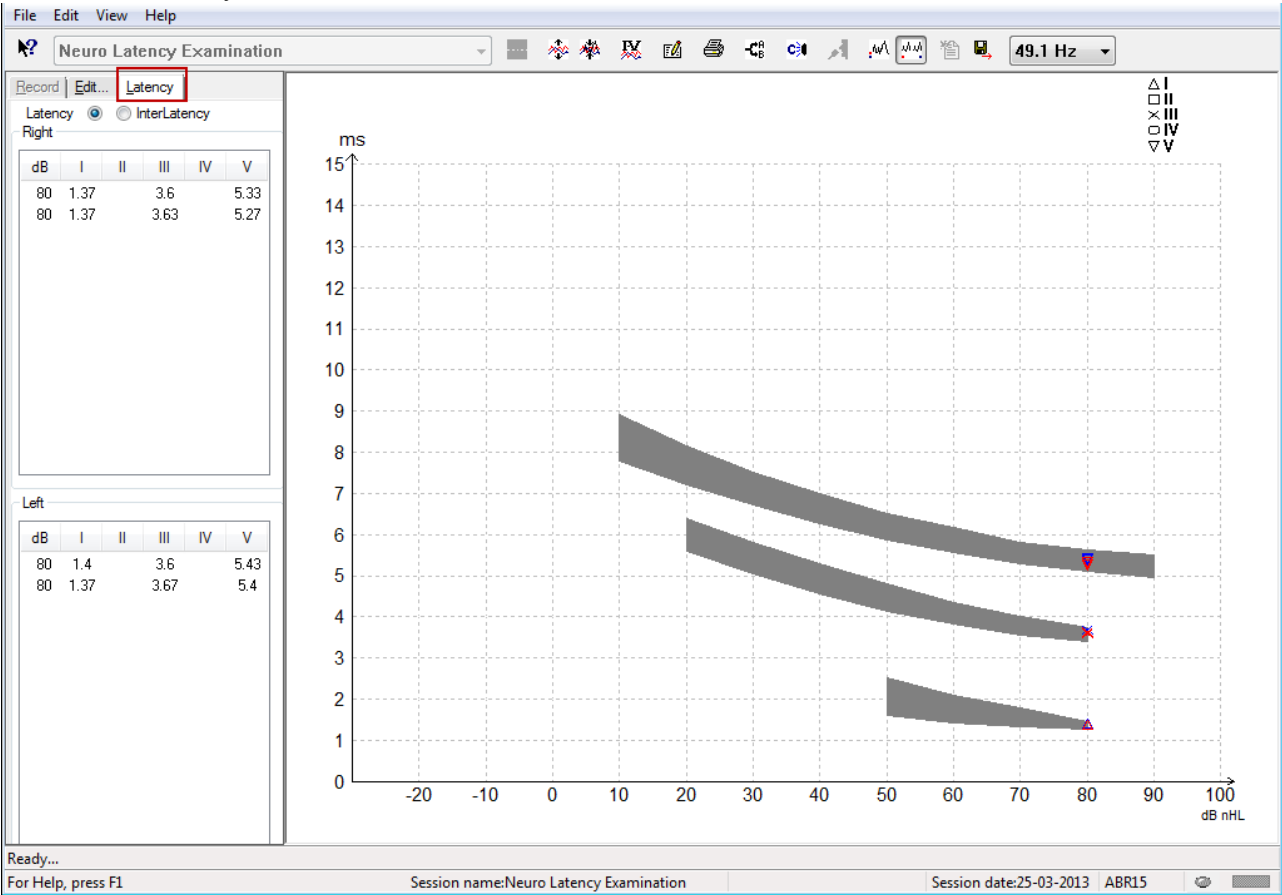 File Edit View Help
Neuro Latency Examination 49.1 Hz
Record Edit... Latency
Latency InterLatency
Right
dB I II III IV V
80 1.37 3.6 5.33
80 1.37 3.63 5.27
Left
dB I II III IV V
80 1.4 3.6 5.43
80 1.37 3.67 5.4
I
II
III
IV
V
ms
15
14
13
12
11
10
9
8
7
6
5
4
3
2
1
0
-20 -10 0 10 20 30 40 50 60 70 80 90 100
dB nHL
Ready...
For Help, press F1 Session name:Neuro Latency Examination Session date:25-03-2013 ABR15